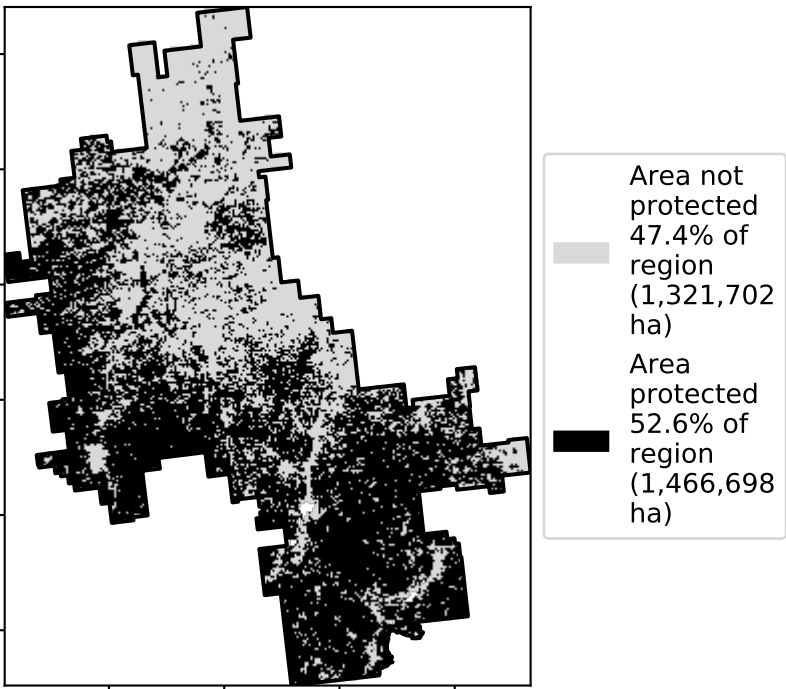 Area not
protected
47.4% of
region
(1,321,702
ha)
Area
protected
52.6% of
region
(1,466,698
ha)